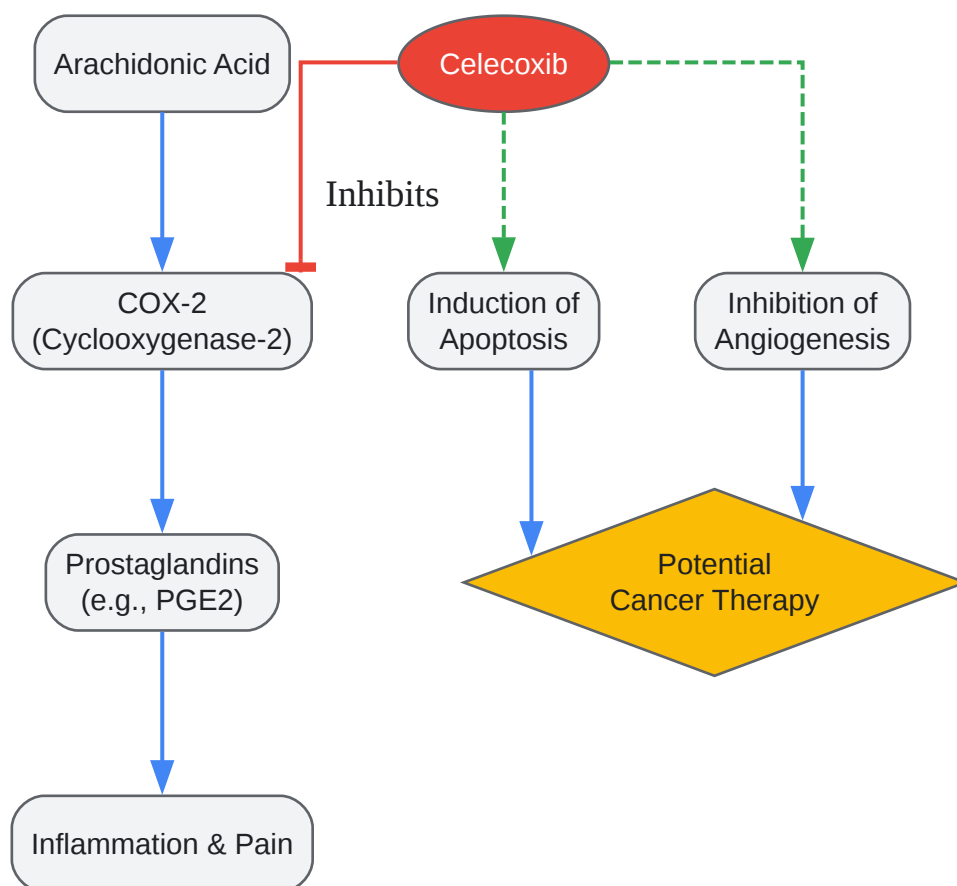 Arachidonic Acid
Celecoxib
Inhibits
COX-2
(Cyclooxygenase-2)
Induction of
Apoptosis
Inhibition of
Angiogenesis
Prostaglandins
(e.g., PGE2)
Potential
Cancer Therapy
Inflammation & Pain